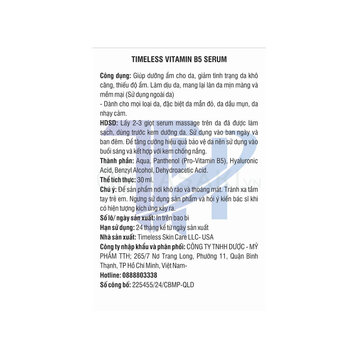 TIMELESS VITAMIN B5 SERUM
Công dụng: Giúp dưỡng ẩm cho da, giảm tình trạng da khô
căng, thiếu độ ẩm. Làm dịu da, mang lại làn da mịn màng và
mềm mại (Sử dụng ngoài da)
- Dành cho mọi loại da, đặc biệt da mẩn đỏ, da dầu mụn, da
nhạy cảm.
HDSD: Lấy 2-3 giọt serum massage trên da đã được làm
sạch, dùng trước kem dưỡng da. Sử dụng vào ban ngày và
ban đêm. Để tăng cường hiệu quả bảo vệ da nên sử dụng vào
buổi sáng và kết hợp với kem chống nắng.
Thành phần: Aqua, Panthenol (Pro-Vitamin B5), Hyaluronic
Acid, Benzyl Alcohol, Dehydroacetic Acid.
Thể tích thực: 30 ml.
Chú ý: Để sản phẩm nơi khô ráo và thoáng mát. Tránh xa tầm
tay trẻ em. Ngưng sử dụng sản phẩm và hỏi ý kiến bác sĩ khi
có hiện tượng kích ứng xảy ra.
Số lô/ ngày sản xuất: In trên bao bì
Hạn sử dụng: 24 tháng kể từ ngày sản xuất
Nhà sản xuất: Timeless Skin Care LLC- USA
Công ty nhập khẩu và phân phối: CÔNG TY TNHH DƯỢC - MỸ
PHẨM TTH; 265/7 Nơ Trang Long, Phường 11, Quận Bình
Thạnh, TP Hồ Chí Minh, Việt Nam-
Hotline: 0888803338
Số công bố: 225455/24/CBMP-QLD